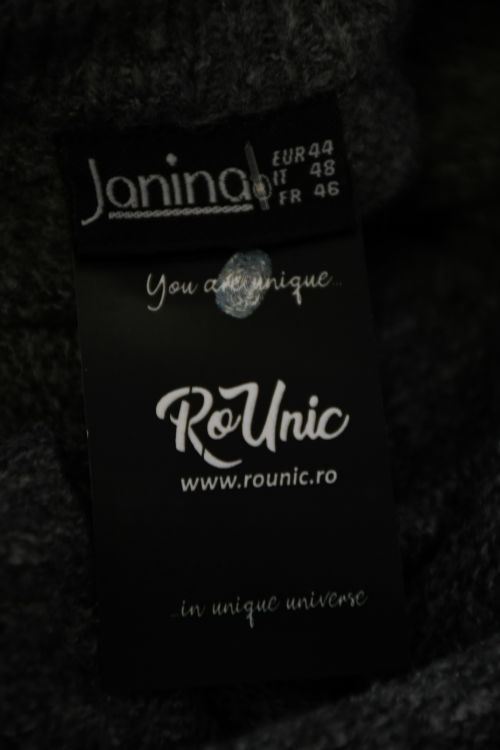 Janina
EUR 44
IT 48
FR 46
You are unique...
RoUnic
www.rounic.ro
...in unique universe